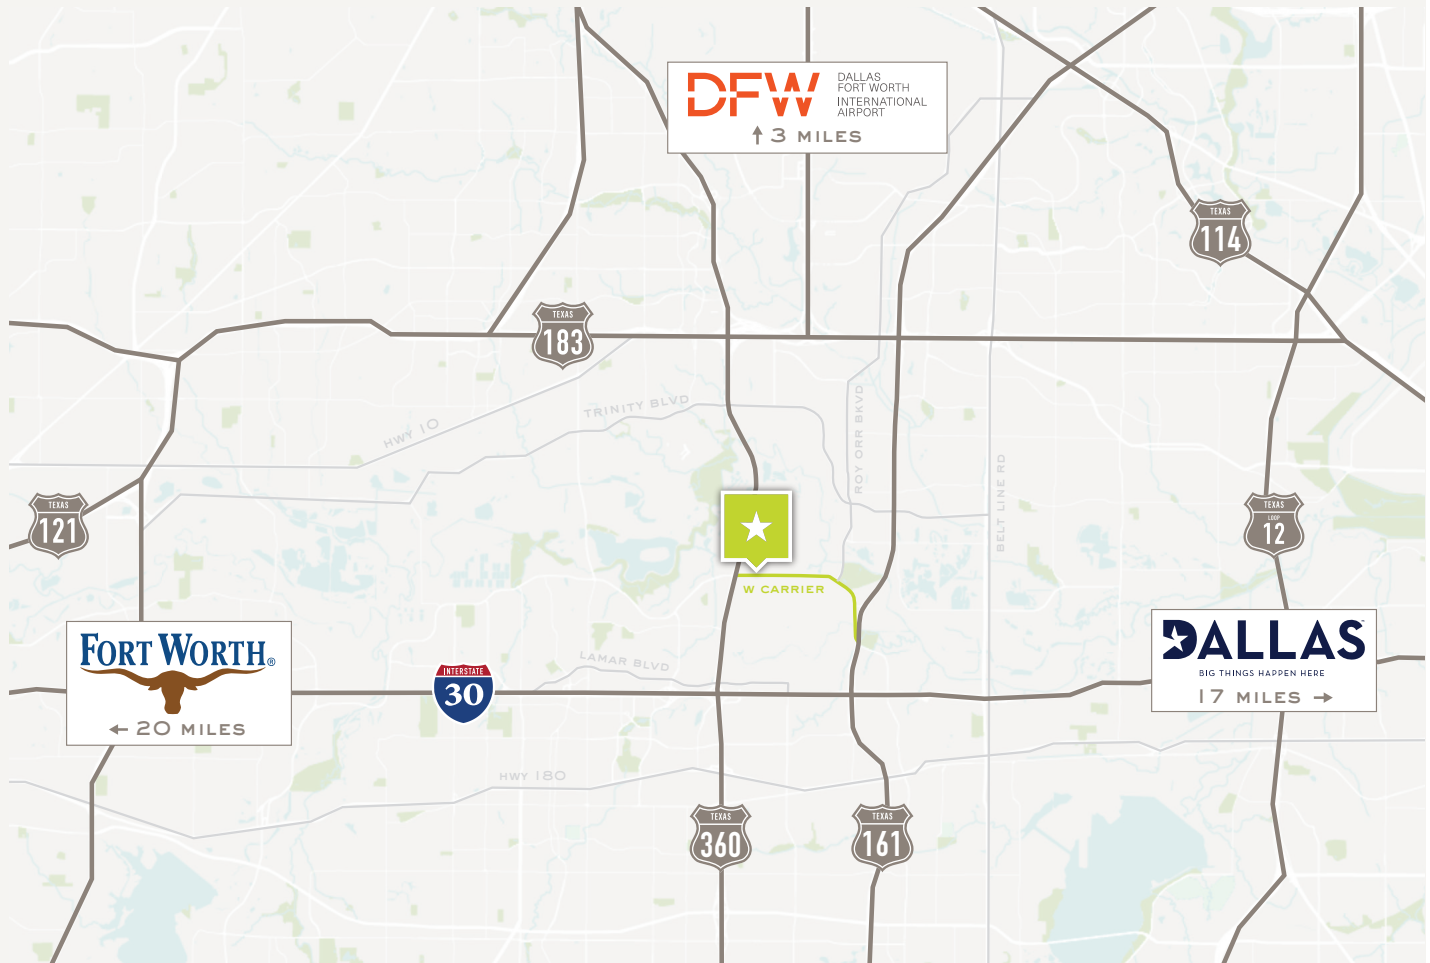 DFW
DALLAS
FORT WORTH
INTERNATIONAL
AIRPORT
3 MILES
TEXAS
114
TEXAS
183
TRINITY BLVD
HWY 10
ROY ORR BKVD
BELT LINE RD
TEXAS
121
TEXAS
LOOP
12
W CARRIER
FORT WORTH®
20 MILES
INTERSTATE
30
LAMAR BLVD
DALLAS
BIG THINGS HAPPEN HERE
17 MILES
HWY 180
TEXAS
360
TEXAS
161